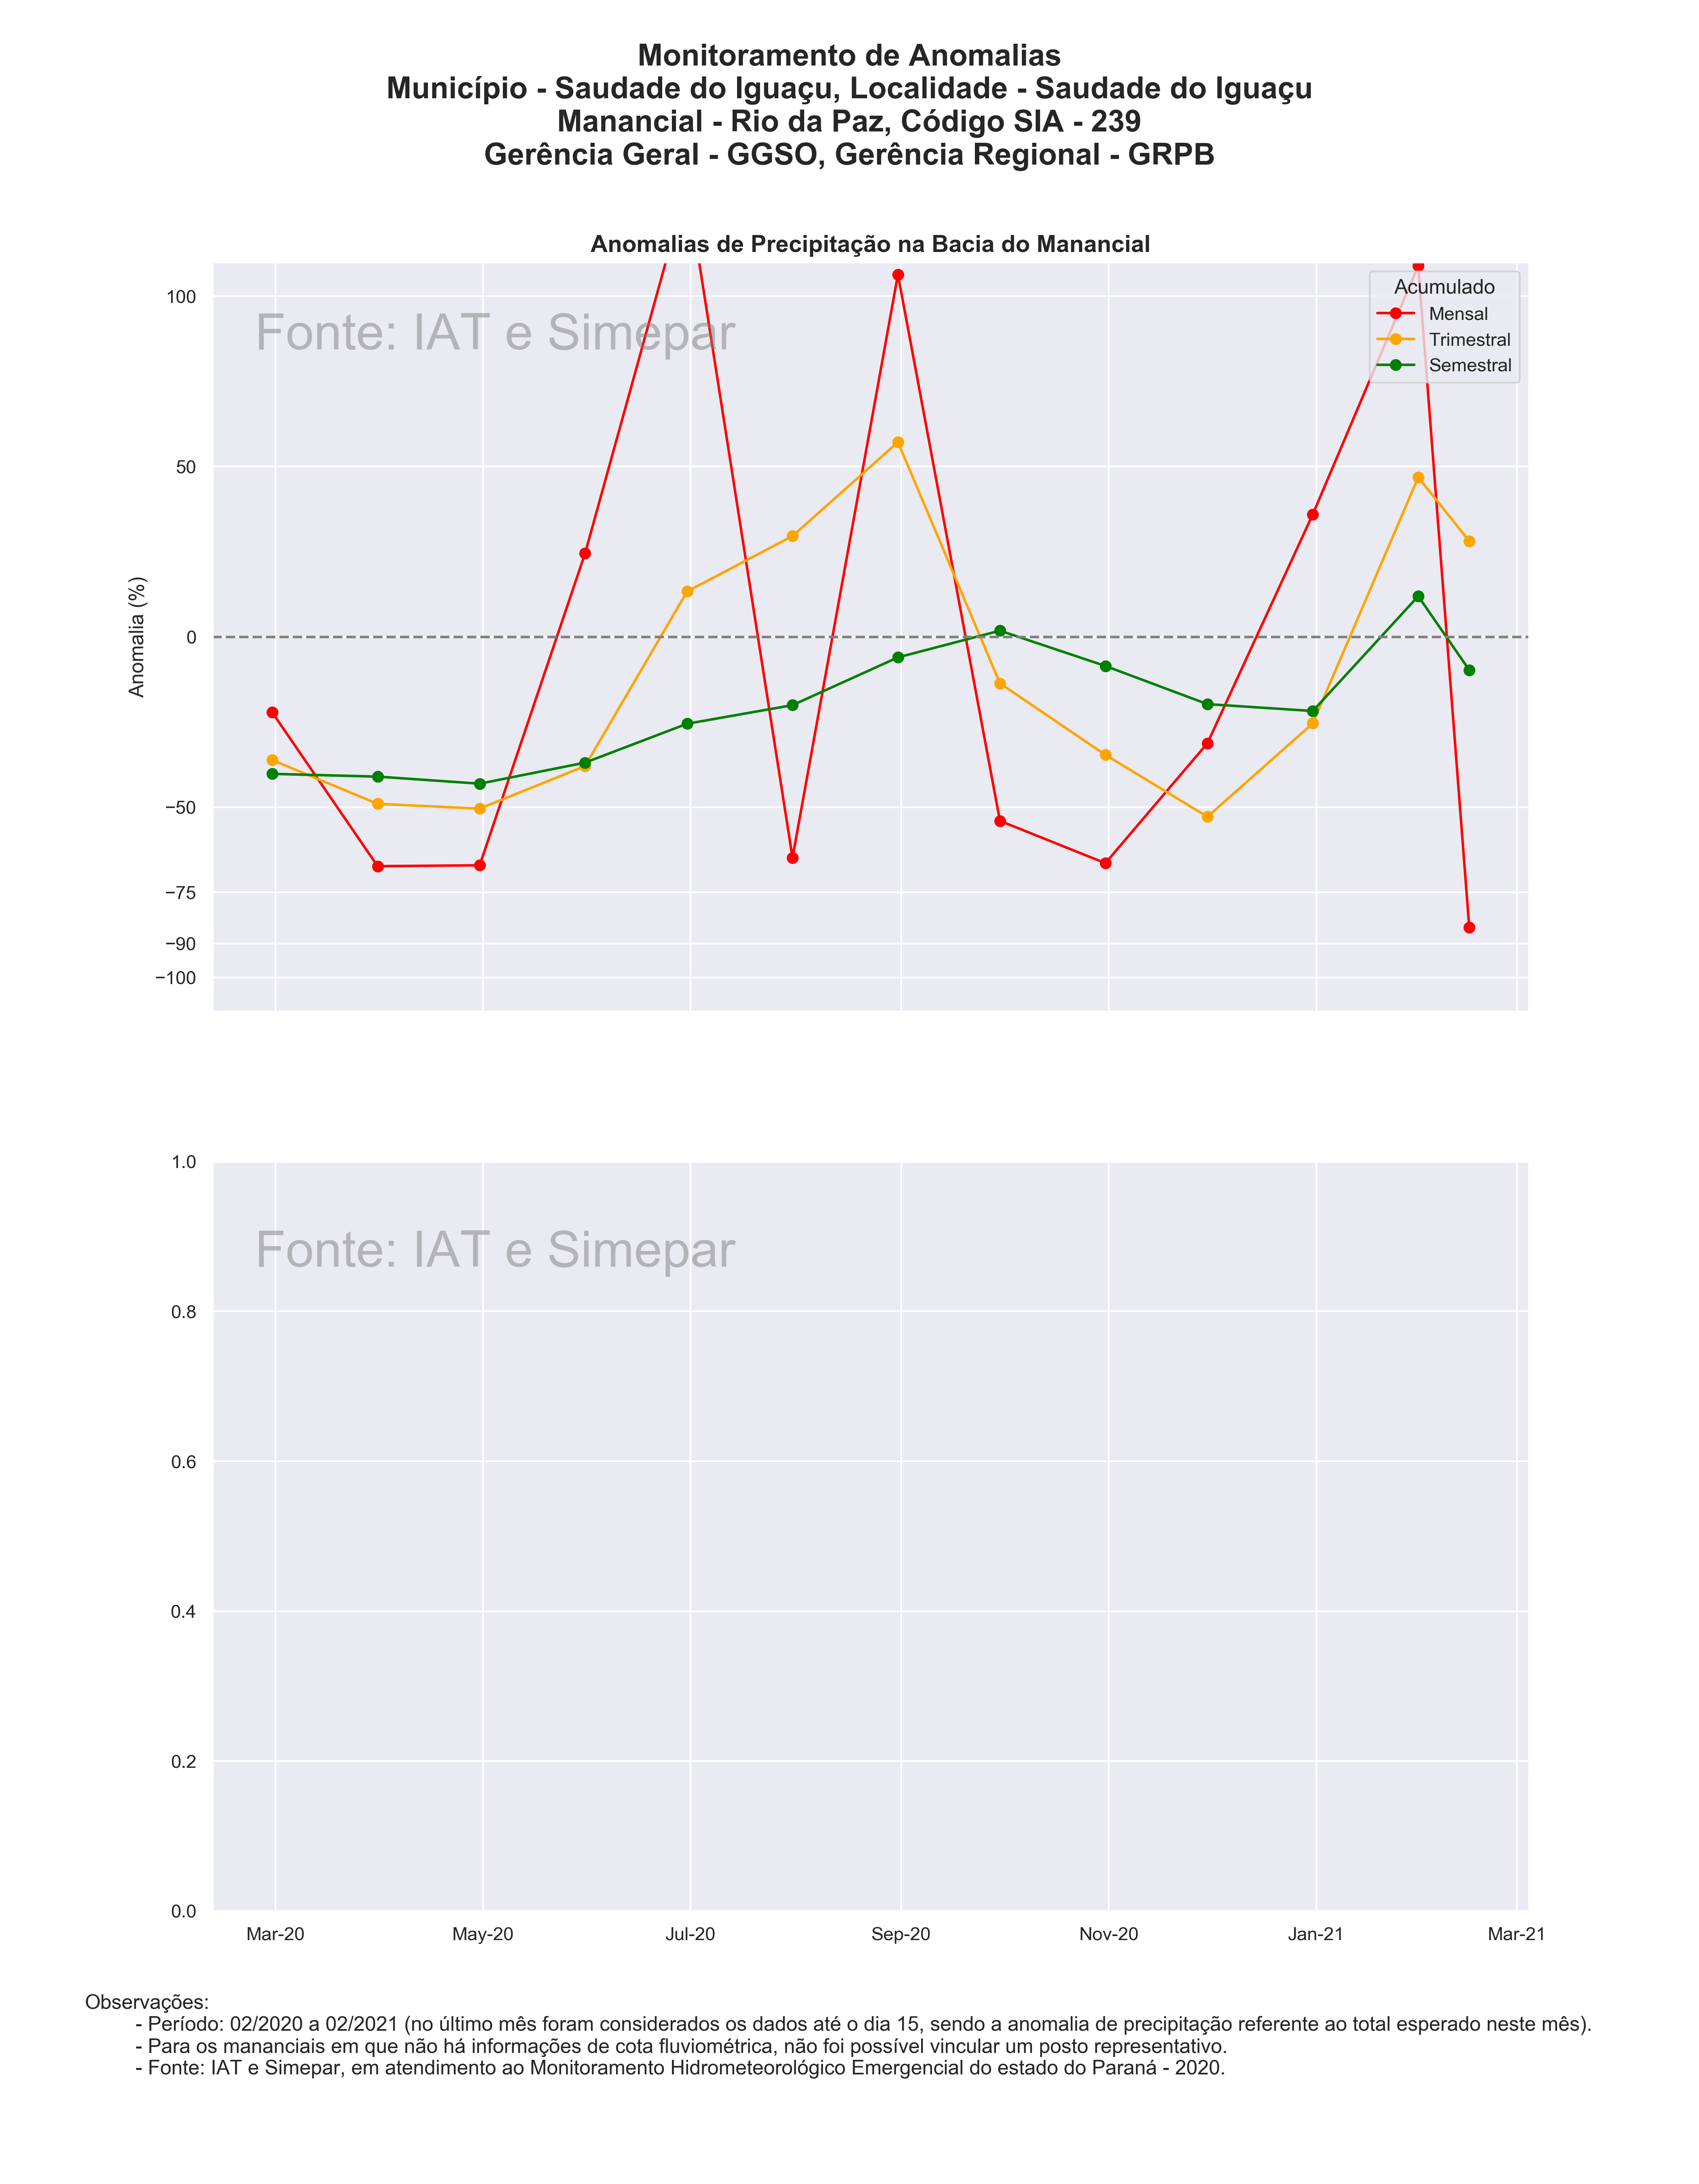 Monitoramento de Anomalias
Município - Saudade do Iguaçu, Localidade - Saudade do Iguaçu
Manancial - Rio da Paz, Código SIA - 239
Gerência Geral - GGSO, Gerência Regional - GRPB
Anomalias de Precipitação na Bacia do Manancial
Fonte: IAT e Simepar
Acumulado
Mensal
Trimestral
Semestral
Anomalia (%)
100
50
0
−50
−75
−90
−100
Fonte: IAT e Simepar
1.0
0.8
0.6
0.4
0.2
0.0
Mar-20 May-20 Jul-20 Sep-20 Nov-20 Jan-21 Mar-21
Observações:
- Período: 02/2020 a 02/2021 (no último mês foram considerados os dados até o dia 15, sendo a anomalia de precipitação referente ao total esperado neste mês).
- Para os mananciais em que não há informações de cota fluviométrica, não foi possível vincular um posto representativo.
- Fonte: IAT e Simepar, em atendimento ao Monitoramento Hidrometeorológico Emergencial do estado do Paraná - 2020.